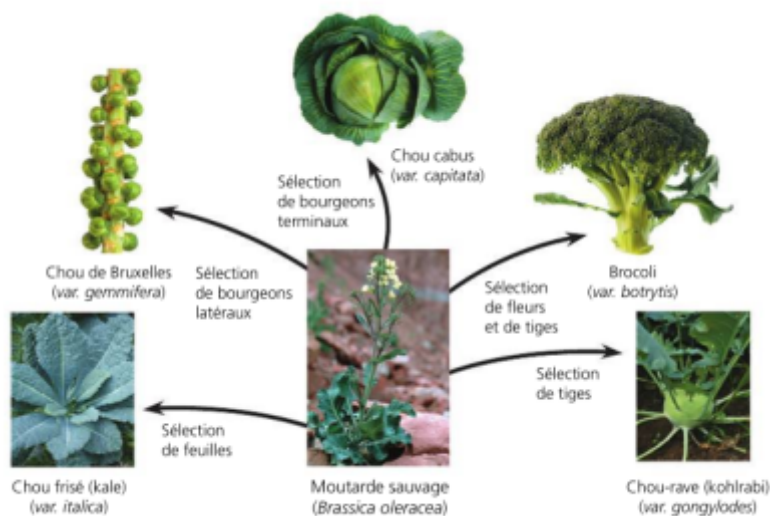 Chou cabus
(var. capitata)
Sélection
de bourgeons
terminaux
Chou de Bruxelles
(var. gemmifera)
Sélection
de bourgeons
latéraux
Brocoli
(var. botrytis)
Sélection
de fleurs
et de tiges
Sélection
de tiges
Sélection
de feuilles
Chou frisé (kale)
(var. italica)
Moutarde sauvage
(Brassica oleracea)
Chou-rave (kohlrabi)
(var. gongylodes)